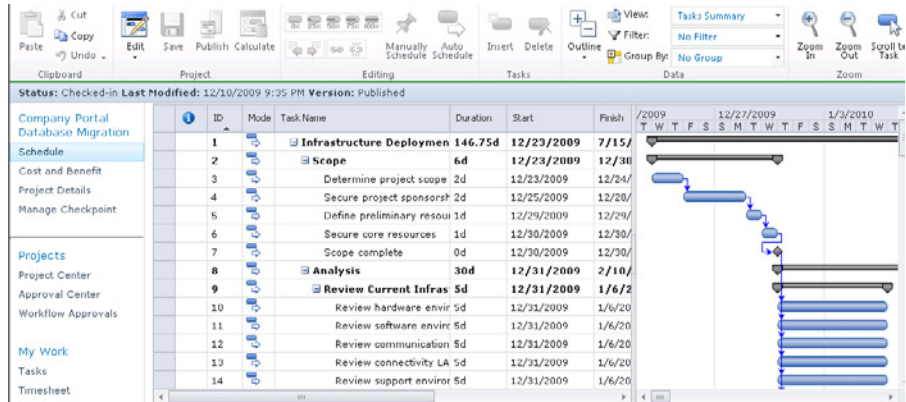 Cut
Copy
Undo
Paste
Edit
Save
Publish
Calculate
Manually Schedule
Auto Schedule
Insert
Delete
Outline
View: Tasks Summary
Filter: No Filter
Group By: No Group
Zoom In
Zoom Out
Scroll to Task
Clipboard Project Editing Tasks Data Zoom
Status: Checked-in Last Modified: 12/10/2009 9:35 PM Version: Published
Company Portal
Database Migration
Schedule
Cost and Benefit
Project Details
Manage Checkpoint
Projects
Project Center
Approval Center
Workflow Approvals
My Work
Tasks
Timesheet
ID Mode Task Name Duration Start Finish
1 Infrastructure Deploymen 146.75d 12/23/2009 7/15/
2 Scope 6d 12/23/2009 12/30
3 Determine project scope 2d 12/23/2009 12/24/
4 Secure project sponsorsh 2d 12/25/2009 12/28/
5 Define preliminary resou 1d 12/29/2009 12/29/
6 Secure core resources 1d 12/30/2009 12/30/
7 Scope complete 0d 12/30/2009 12/30/
8 Analysis 30d 12/31/2009 2/10/
9 Review Current Infras 5d 12/31/2009 1/6/2
10 Review hardware envir 5d 12/31/2009 1/6/20
11 Review software enviro 5d 12/31/2009 1/6/20
12 Review communication 5d 12/31/2009 1/6/20
13 Review connectivity LA 5d 12/31/2009 1/6/20
14 Review support environ 5d 12/31/2009 1/6/20
/2009 12/27/2009 1/3/2010
T W T F S S M T W T F S S M T W T